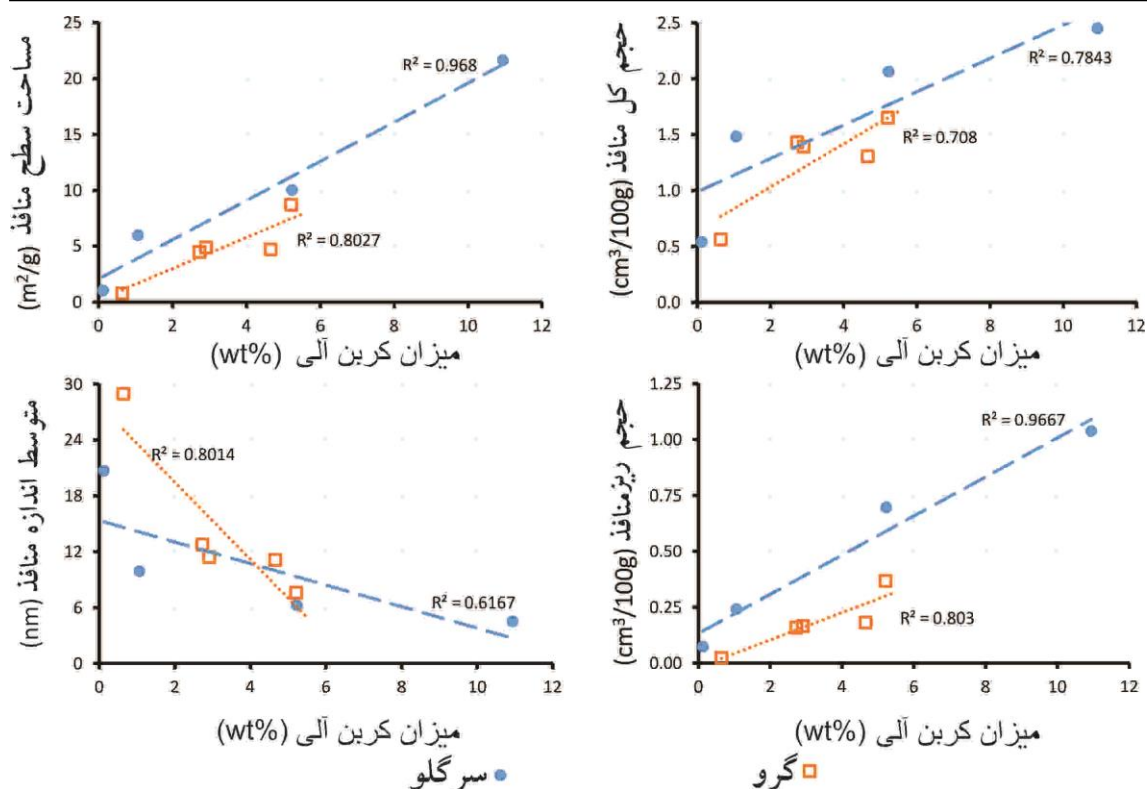 مساحت سطح منافذ (m²/g)
25
20
15
10
5
0
R² = 0.968
R² = 0.8027
0 2 4 6 8 10 12
میزان کربن آلی (wt%)
حجم کل منافذ (cm³/100g)
2.5
2.0
1.5
1.0
0.5
0.0
R² = 0.7843
R² = 0.708
0 2 4 6 8 10 12
میزان کربن آلی (wt%)
متوسط اندازه منافذ (nm)
30
24
18
12
6
0
R² = 0.8014
R² = 0.6167
0 2 4 6 8 10 12
میزان کربن آلی (wt%)
حجم ریزمنافذ (cm³/100g)
1.25
1.00
0.75
0.50
0.25
0.00
R² = 0.9667
R² = 0.803
0 2 4 6 8 10 12
میزان کربن آلی (wt%)
گرو
سرگلو